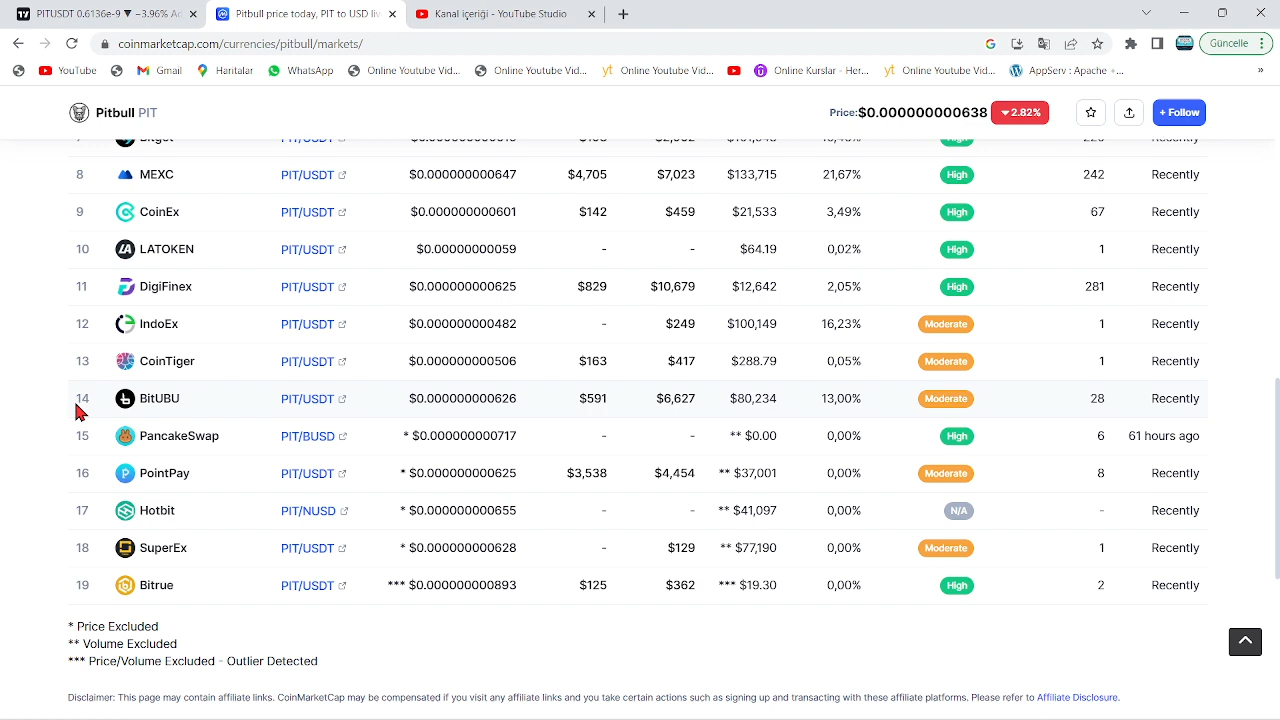 PITUSDT 0.6136e-9 ▼ −3.96%
Pitbull price today, PIT to USD liv
Kanal içeriği - YouTube Studio
coinmarketcap.com/currencies/pitbull/markets/
Güncelle
YouTube Gmail Haritalar WhatsApp Online Youtube Vid... Online Youtube Vid... Online Youtube Vid... Online Kurslar - Her... Online Youtube Vid... AppServ : Apache +... »
Pitbull PIT Price:$0.000000000638 2.82% + Follow
8 MEXC PIT/USDT $0.000000000647 $4,705 $7,023 $133,715 21,67% High 242 Recently
9 CoinEx PIT/USDT $0.000000000601 $142 $459 $21,533 3,49% High 67 Recently
10 LATOKEN PIT/USDT $0.00000000059 - - $64.19 0,02% High 1 Recently
11 DigiFinex PIT/USDT $0.000000000625 $829 $10,679 $12,642 2,05% High 281 Recently
12 IndoEx PIT/USDT $0.000000000482 - $249 $100,149 16,23% Moderate 1 Recently
13 CoinTiger PIT/USDT $0.000000000506 $163 $417 $288.79 0,05% Moderate 1 Recently
14 BitUBU PIT/USDT $0.000000000626 $591 $6,627 $80,234 13,00% Moderate 28 Recently
15 PancakeSwap PIT/BUSD * $0.000000000717 - - ** $0.00 0,00% High 6 61 hours ago
16 PointPay PIT/USDT * $0.000000000625 $3,538 $4,454 ** $37,001 0,00% Moderate 8 Recently
17 Hotbit PIT/NUSD * $0.000000000655 - - ** $41,097 0,00% N/A - Recently
18 SuperEx PIT/USDT * $0.000000000628 - $129 ** $77,190 0,00% Moderate 1 Recently
19 Bitrue PIT/USDT *** $0.000000000893 $125 $362 *** $19.30 0,00% High 2 Recently
* Price Excluded
** Volume Excluded
*** Price/Volume Excluded - Outlier Detected
Disclaimer: This page may contain affiliate links. CoinMarketCap may be compensated if you visit any affiliate links and you take certain actions such as signing up and transacting with these affiliate platforms. Please refer to Affiliate Disclosure.